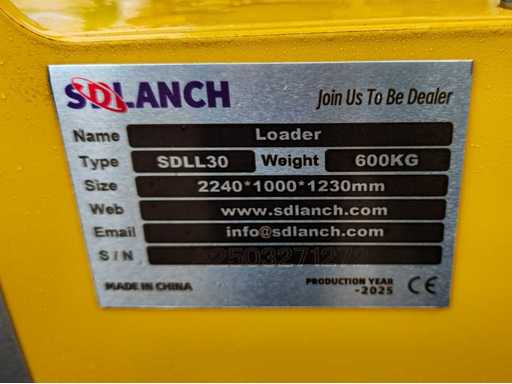 SDLANCH Join Us To Be Dealer
Name Loader
Type SDLL30 Weight 600KG
Size 2240*1000*1230mm
Web www.sdlanch.com
Email info@sdlanch.com
S/N
MADE IN CHINA PRODUCTION YEAR
-2025 CE